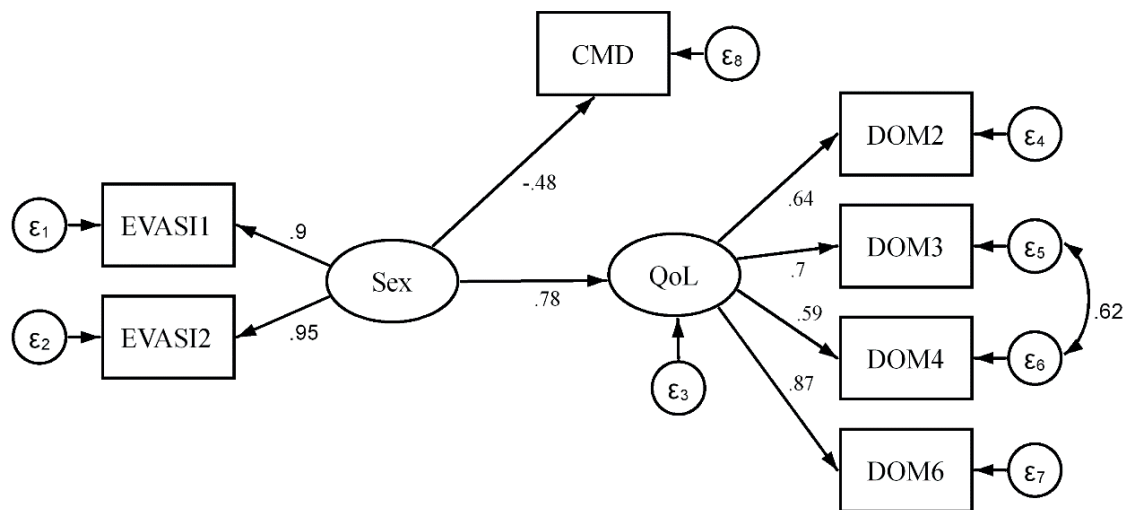 CMD
ε8
-.48
EVASI1
ε1
.9
EVASI2
ε2
.95
Sex
.78
QoL
ε3
.64
DOM2
ε4
.7
DOM3
ε5
.59
DOM4
ε6
.62
.87
DOM6
ε7